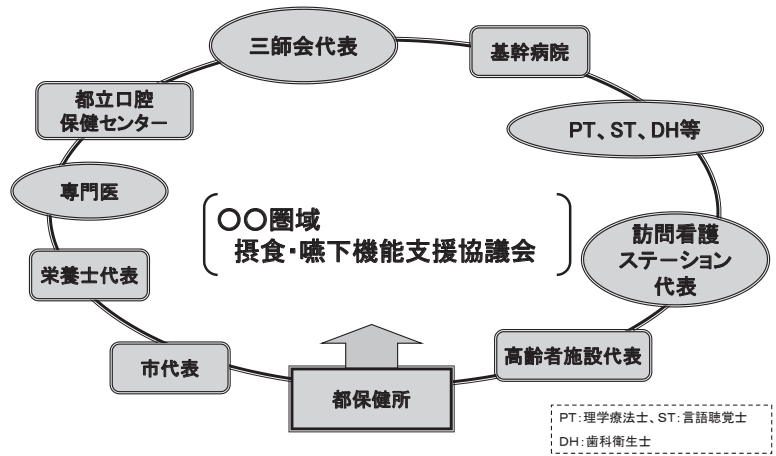 三師会代表
基幹病院
都立口腔
保健センター
PT、ST、DH等
専門医
〇〇圏域
摂食・嚥下機能支援協議会
訪問看護
ステーション
代表
栄養士代表
市代表
都保健所
高齢者施設代表
PT:理学療法士、ST:言語聴覚士
DH:歯科衛生士